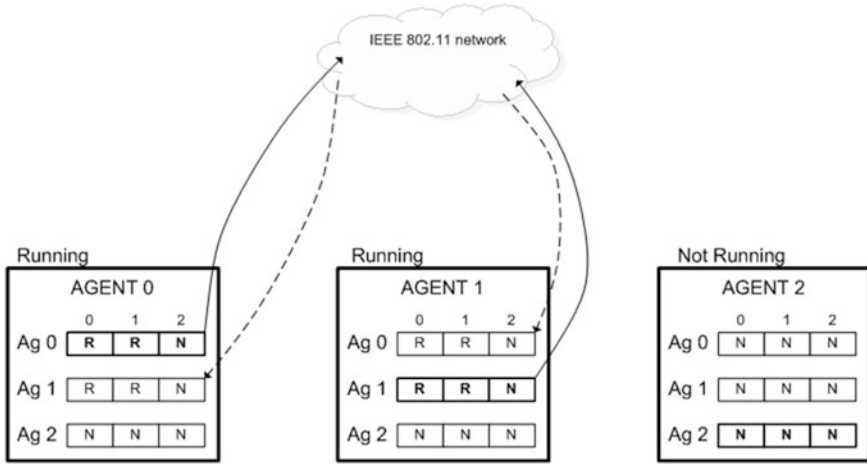 IEEE 802.11 network
Running
AGENT 0
0 1 2
Ag 0 R R N
Ag 1 R R N
Ag 2 N N N
Running
AGENT 1
0 1 2
Ag 0 R R N
Ag 1 R R N
Ag 2 N N N
Not Running
AGENT 2
0 1 2
Ag 0 N N N
Ag 1 N N N
Ag 2 N N N